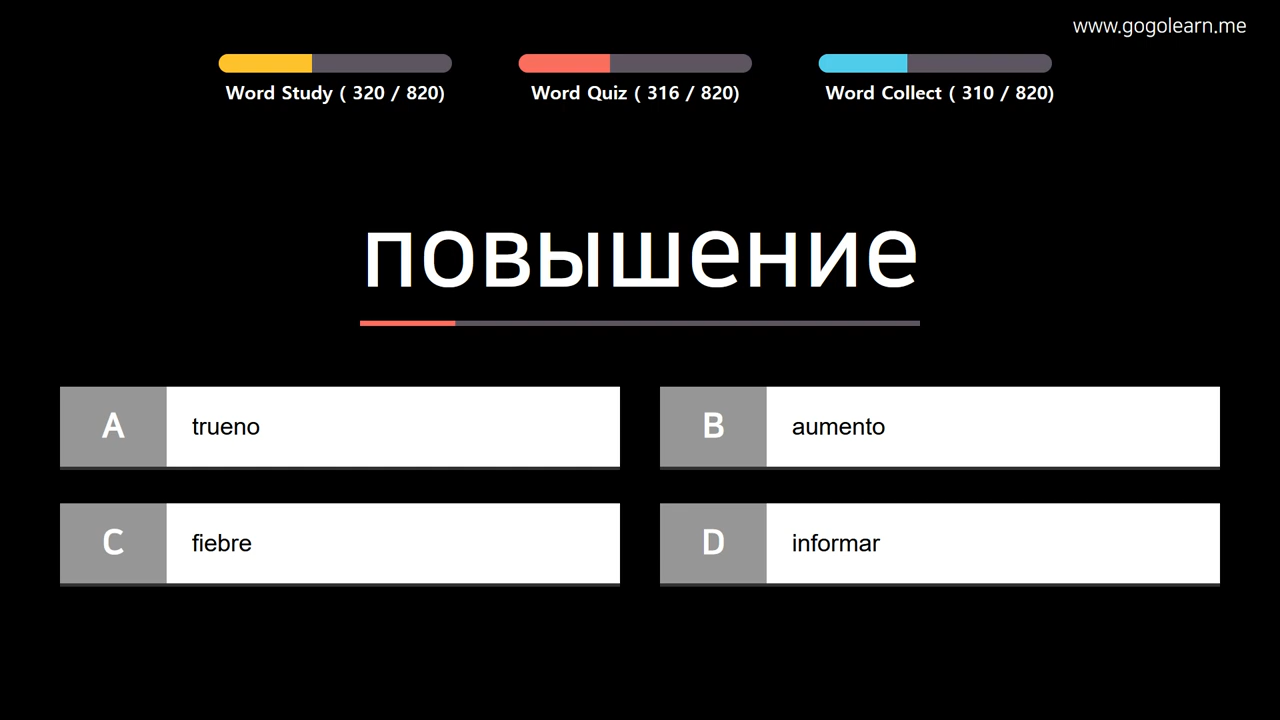 www.gogolearn.me
Word Study ( 320 / 820)
Word Quiz ( 316 / 820)
Word Collect ( 310 / 820)
повышение
A trueno
B aumento
C fiebre
D informar